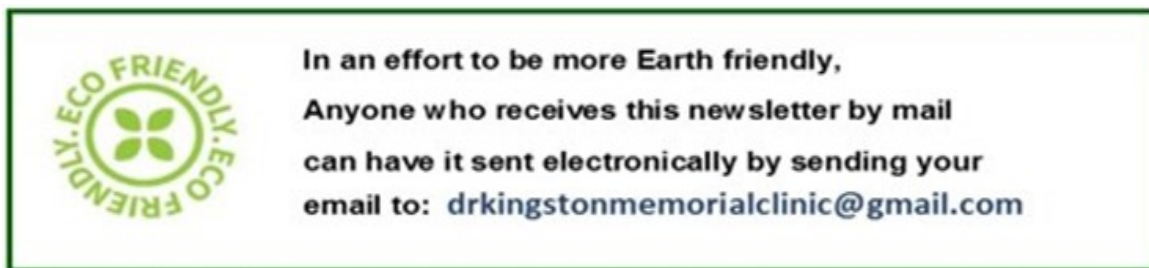 ECO FRIENDLY. ECO FRIENDLY.
In an effort to be more Earth friendly,
Anyone who receives this newsletter by mail
can have it sent electronically by sending your
email to: drkingstonmemorialclinic@gmail.com